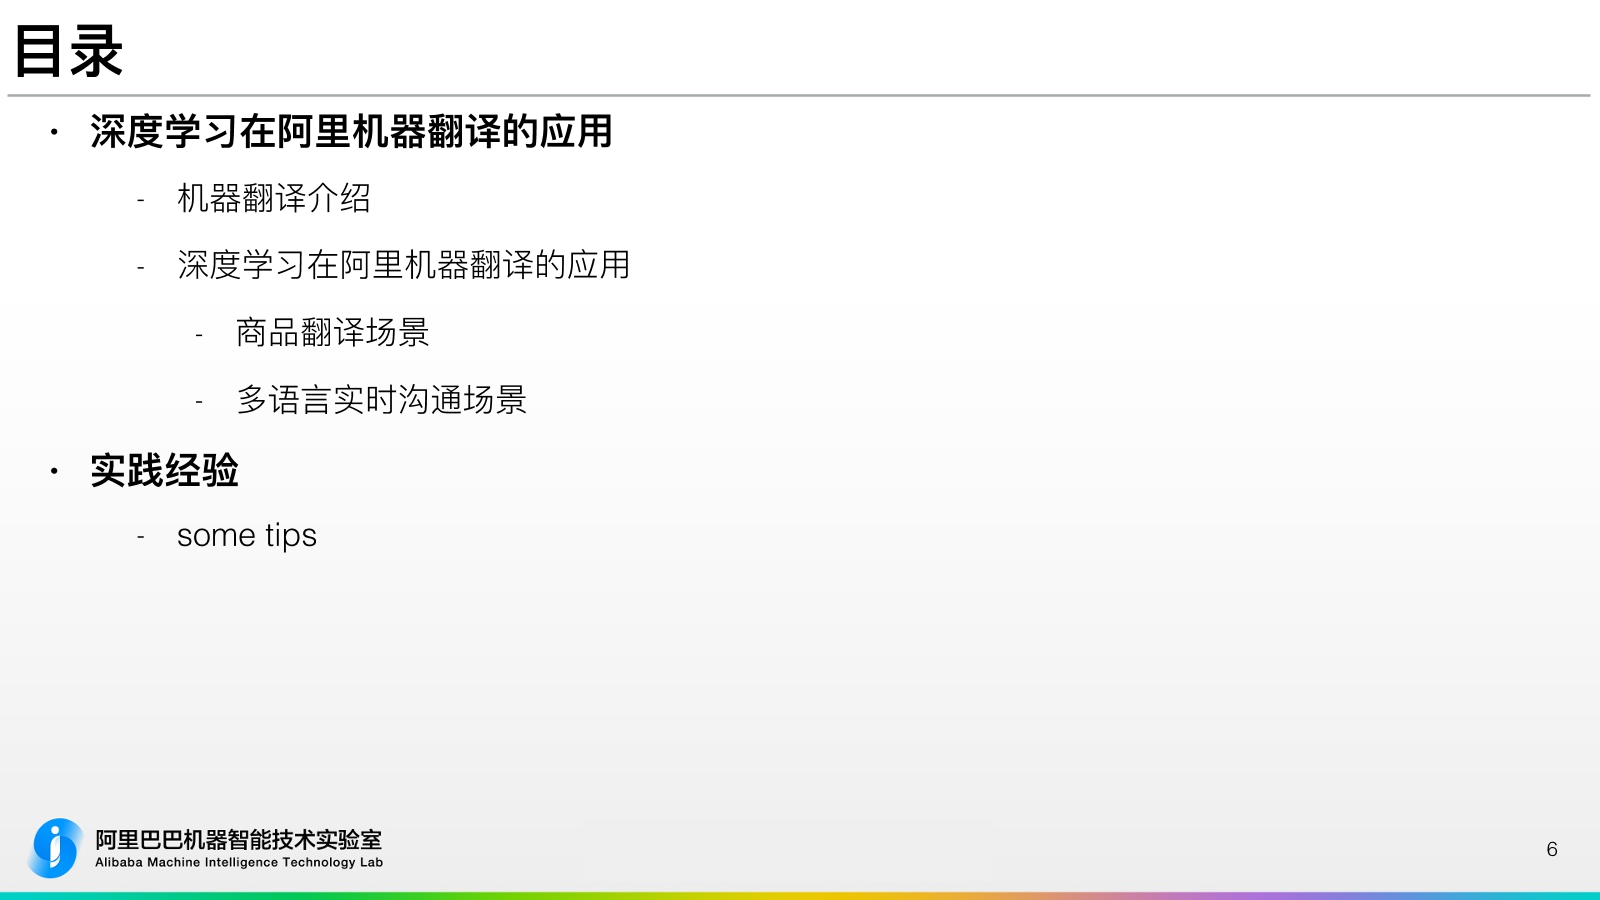 目录
• 深度学习在阿里机器翻译的应用
- 机器翻译介绍
- 深度学习在阿里机器翻译的应用
- 商品翻译场景
- 多语言实时沟通场景
• 实践经验
- some tips
阿里巴巴机器智能技术实验室
Alibaba Machine Intelligence Technology Lab
6